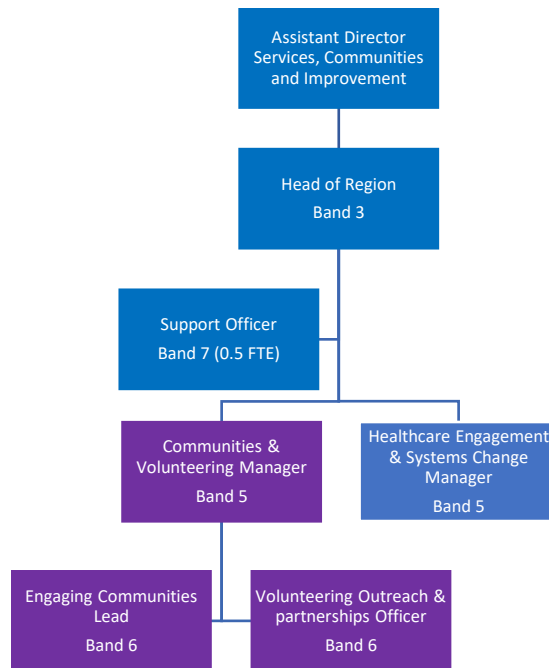 Assistant Director
Services, Communities
and Improvement
Head of Region
Band 3
Support Officer
Band 7 (0.5 FTE)
Communities &
Volunteering Manager
Band 5
Healthcare Engagement
& Systems Change
Manager
Band 5
Engaging Communities
Lead
Band 6
Volunteering Outreach &
partnerships Officer
Band 6